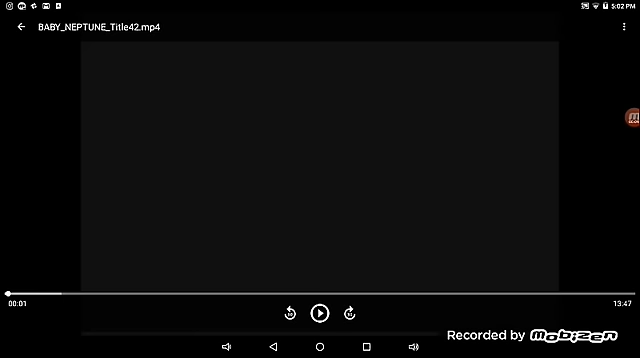 5:02 PM
BABY_NEPTUNE_Title42.mp4
00:01
13:47
Recorded by Mobizen